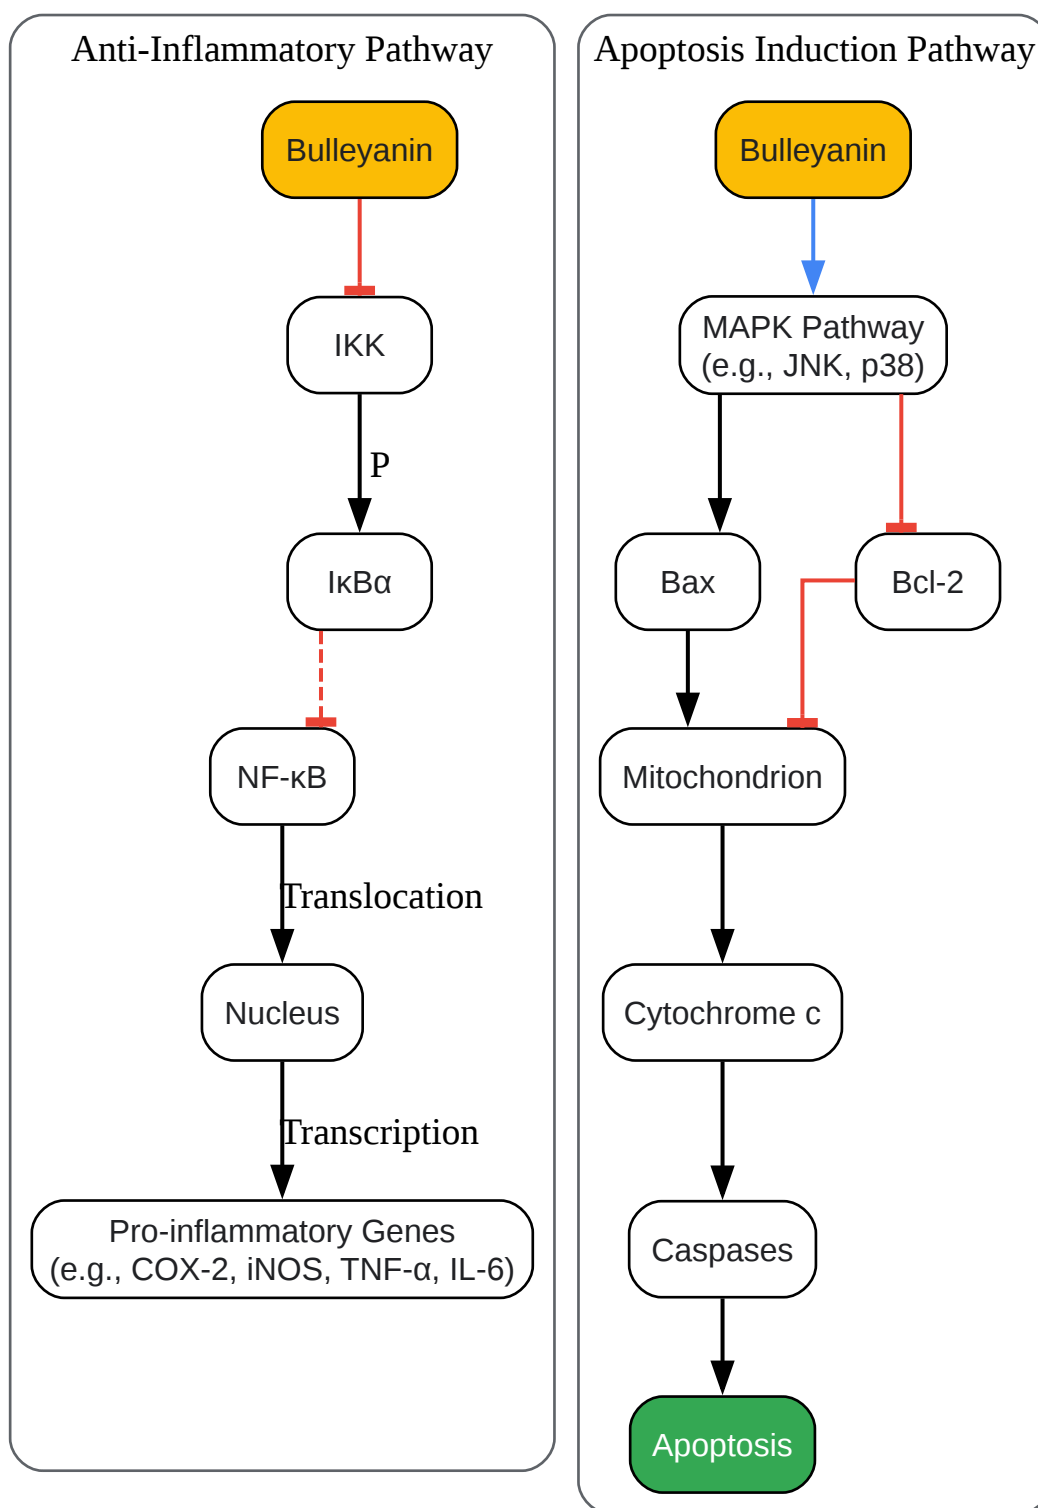 Anti-Inflammatory Pathway
Bulleyanin
IKK
P
IκBα
NF-κB
Translocation
Nucleus
Transcription
Pro-inflammatory Genes
(e.g., COX-2, iNOS, TNF-α, IL-6)
Apoptosis Induction Pathway
Bulleyanin
MAPK Pathway
(e.g., JNK, p38)
Bax
Bcl-2
Mitochondrion
Cytochrome c
Caspases
Apoptosis